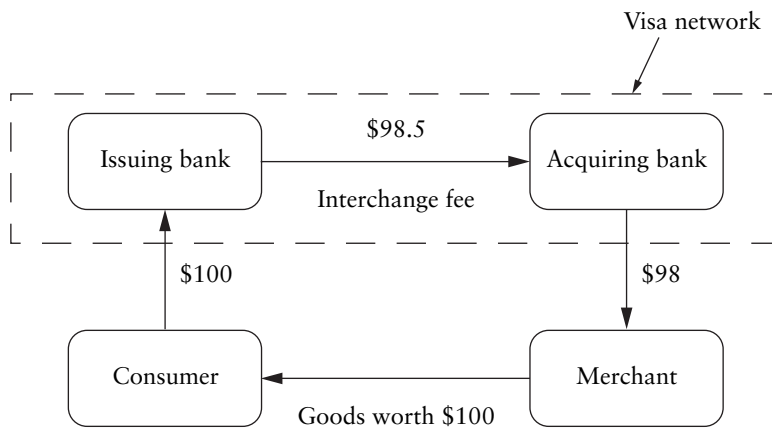 Visa network
$98.5
Issuing bank
Acquiring bank
Interchange fee
$100
$98
Consumer
Merchant
Goods worth $100